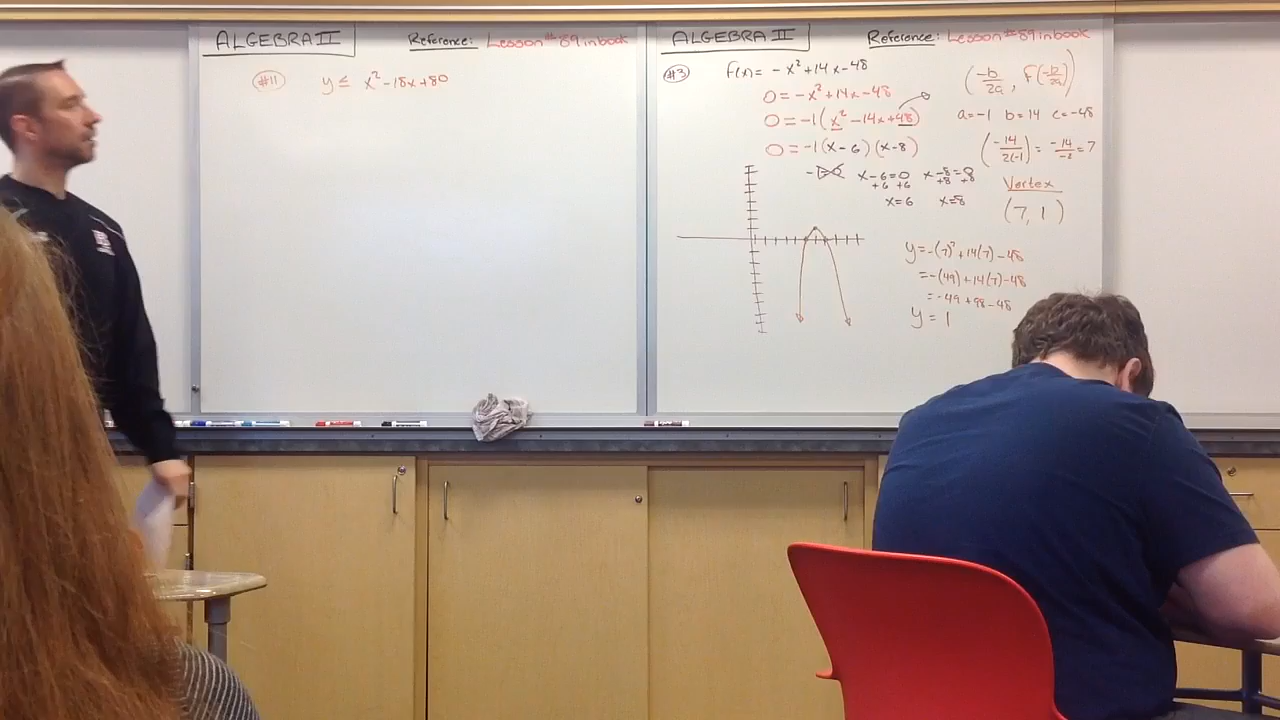 ALGEBRA II Reference: Lesson #89 in book
#11 y ≤ x² -18x +80
ALGEBRA II Reference: Lesson #89 in book
#3 f(x) = -x² +14x -48
0 = -x² +14x -48
0 = -1(x² -14x +48)
0 = -1(x-6)(x-8)
x-6=0 x-8=0
+6 +6 +8 +8
x=6 x=8
(-b/2a, f(-b/2a))
a=-1 b=14 c=-48
(-14/2(-1)) = -14/-2 = 7
Vertex
(7, 1)
y=-(7)²+14(7)-48
=-(49)+14(7)-48
=-49+98-48
y = 1